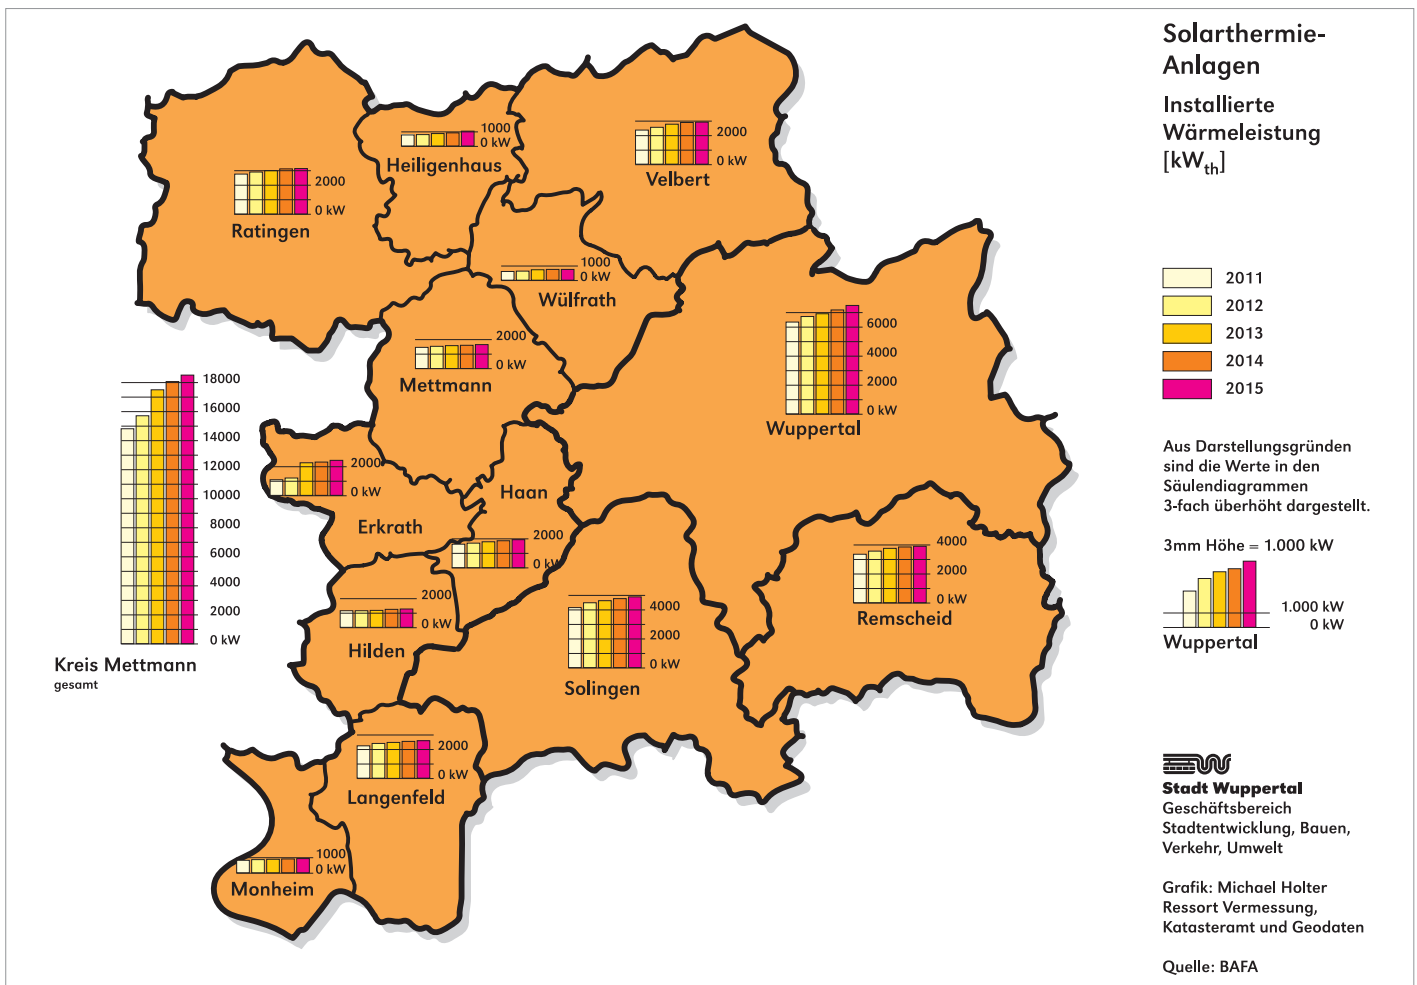 Solarthermie-
Anlagen
Installierte
Wärmeleistung
[kWth]
2011
2012
2013
2014
2015
Aus Darstellungsgründen
sind die Werte in den
Säulendiagrammen
3-fach überhöht dargestellt.
3mm Höhe = 1.000 kW
1.000 kW
0 kW
Wuppertal
Stadt Wuppertal
Geschäftsbereich
Stadtentwicklung, Bauen,
Verkehr, Umwelt
Grafik: Michael Holter
Ressort Vermessung,
Katasteramt und Geodaten
Quelle: BAFA
2000
0 kW
Ratingen
1000
0 kW
Heiligenhaus
2000
0 kW
Velbert
1000
0 kW
Wülfrath
2000
0 kW
Mettmann
6000
4000
2000
0 kW
Wuppertal
18000
16000
14000
12000
10000
8000
6000
4000
2000
0 kW
Kreis Mettmann
gesamt
2000
0 kW
Erkrath
Haan
2000
0 kW
2000
0 kW
Hilden
4000
2000
0 kW
Solingen
4000
2000
0 kW
Remscheid
2000
0 kW
Langenfeld
1000
0 kW
Monheim